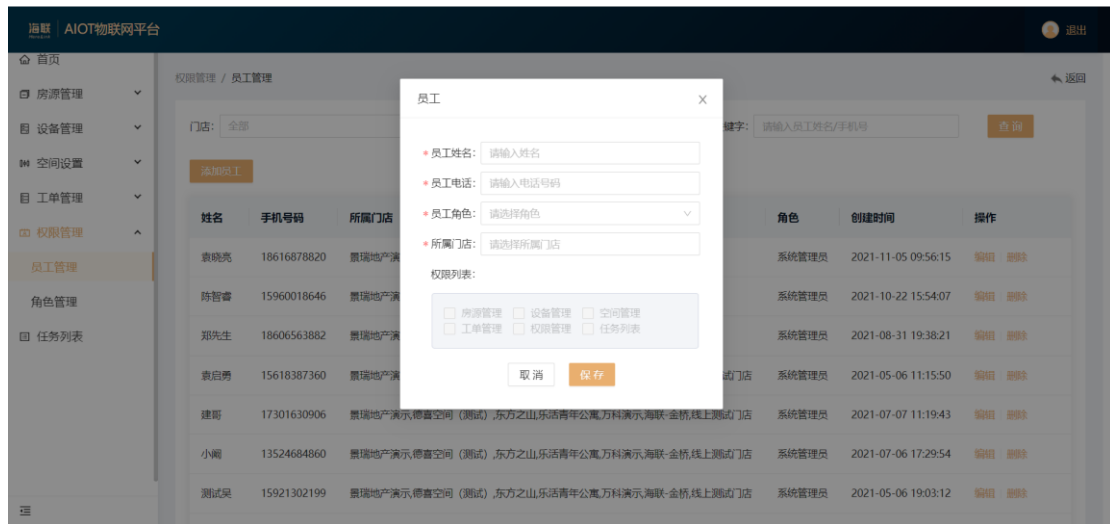 海联 AIOT物联网平台 退出
首页
权限管理 / 员工管理 返回
房源管理
设备管理
空间设置
工单管理
权限管理
员工管理
角色管理
任务列表
门店: 全部 键字: 请输入员工姓名/手机号 查 询
添加员工
员工
* 员工姓名: 请输入姓名
* 员工电话: 请输入电话号码
* 员工角色: 请选择角色
* 所属门店: 请选择所属门店
权限列表:
房源管理 设备管理 空间管理
工单管理 权限管理 任务列表
取 消 保 存
姓名 手机号码 所属门店 角色 创建时间 操作
袁晓亮 18616878820 景瑞地产演 系统管理员 2021-11-05 09:56:15 编辑 删除
陈智睿 15960018646 景瑞地产演 系统管理员 2021-10-22 15:54:07 编辑 删除
郑先生 18606563882 景瑞地产演 系统管理员 2021-08-31 19:38:21 编辑 删除
袁启勇 15618387360 景瑞地产演 试门店 系统管理员 2021-05-06 11:15:50 编辑 删除
建哥 17301630906 景瑞地产演示,德喜空间（测试）,东方之山,乐活青年公寓,万科演示,海联-金桥,线上测试门店 系统管理员 2021-07-07 11:19:43 编辑 删除
小阚 13524684860 景瑞地产演示,德喜空间（测试）,东方之山,乐活青年公寓,万科演示,海联-金桥,线上测试门店 系统管理员 2021-07-06 17:29:54 编辑 删除
测试吴 15921302199 景瑞地产演示,德喜空间（测试）,东方之山,乐活青年公寓,万科演示,海联-金桥,线上测试门店 系统管理员 2021-05-06 19:03:12 编辑 删除